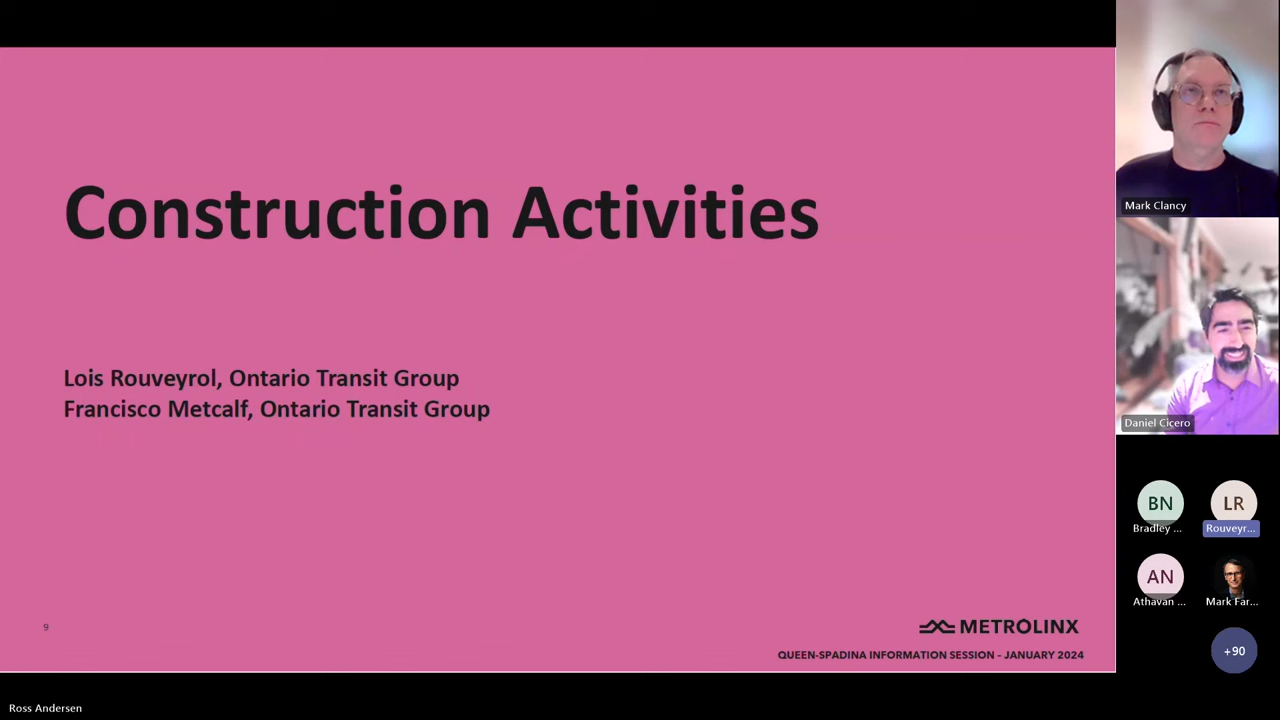 Construction Activities
Lois Rouveyrol, Ontario Transit Group
Francisco Metcalf, Ontario Transit Group
9
METROLINX
QUEEN-SPADINA INFORMATION SESSION – JANUARY 2024
Mark Clancy
Daniel Cicero
BN
LR
Bradley ...
Rouveyr...
AN
Athavan ...
Mark Far...
+90
Ross Andersen